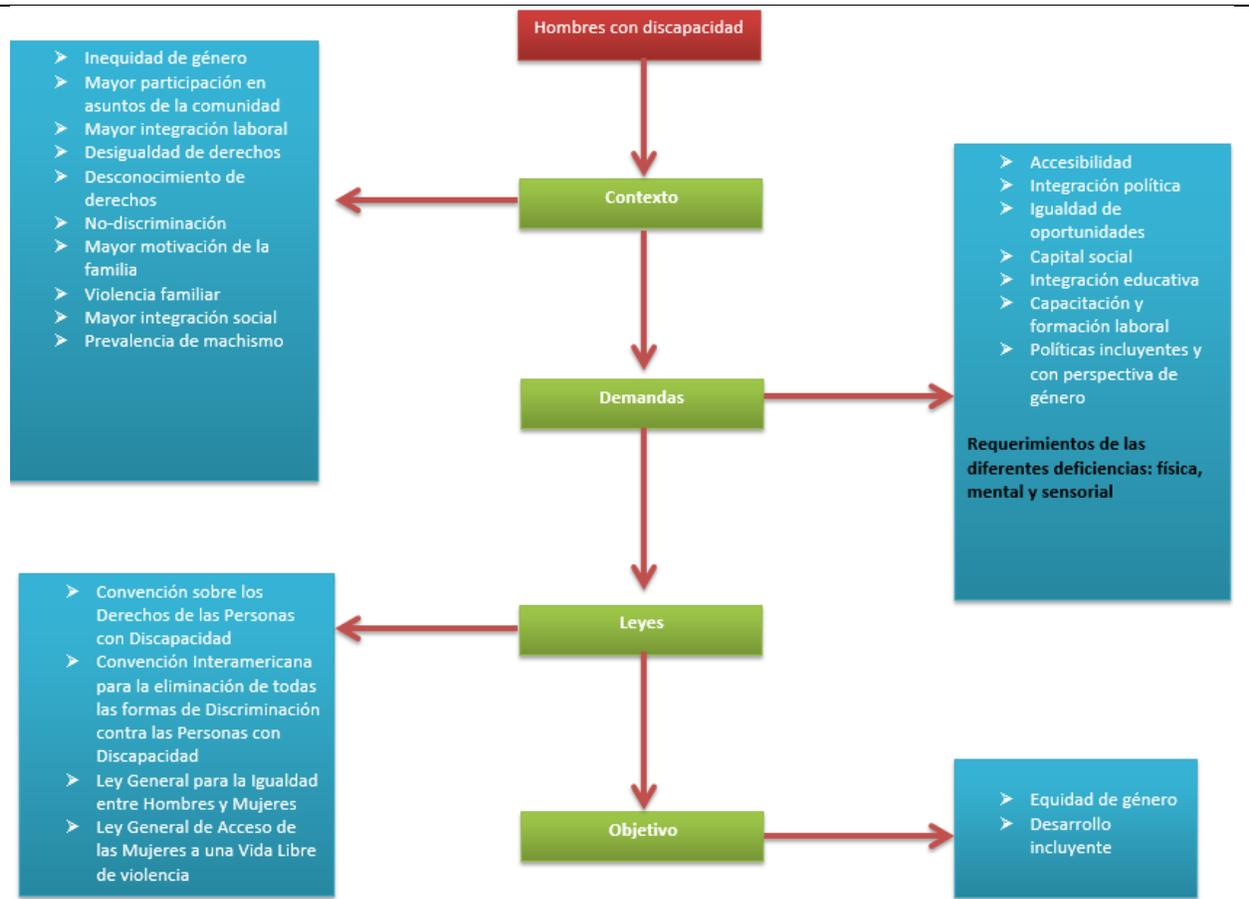 Hombres con discapacidad
Contexto
Inequidad de género
Mayor participación en
asuntos de la comunidad
Mayor integración laboral
Desigualdad de derechos
Desconocimiento de
derechos
No-discriminación
Mayor motivación de la
familia
Violencia familiar
Mayor integración social
Prevalencia de machismo
Demandas
Accesibilidad
Integración política
Igualdad de
oportunidades
Capital social
Integración educativa
Capacitación y
formación laboral
Políticas incluyentes y
con perspectiva de
género
Requerimientos de las
diferentes deficiencias: física,
mental y sensorial
Leyes
Convención sobre los
Derechos de las Personas
con Discapacidad
Convención Interamericana
para la eliminación de todas
las formas de Discriminación
contra las Personas con
Discapacidad
Ley General para la Igualdad
entre Hombres y Mujeres
Ley General de Acceso de
las Mujeres a una Vida Libre
de violencia
Objetivo
Equidad de género
Desarrollo
incluyente